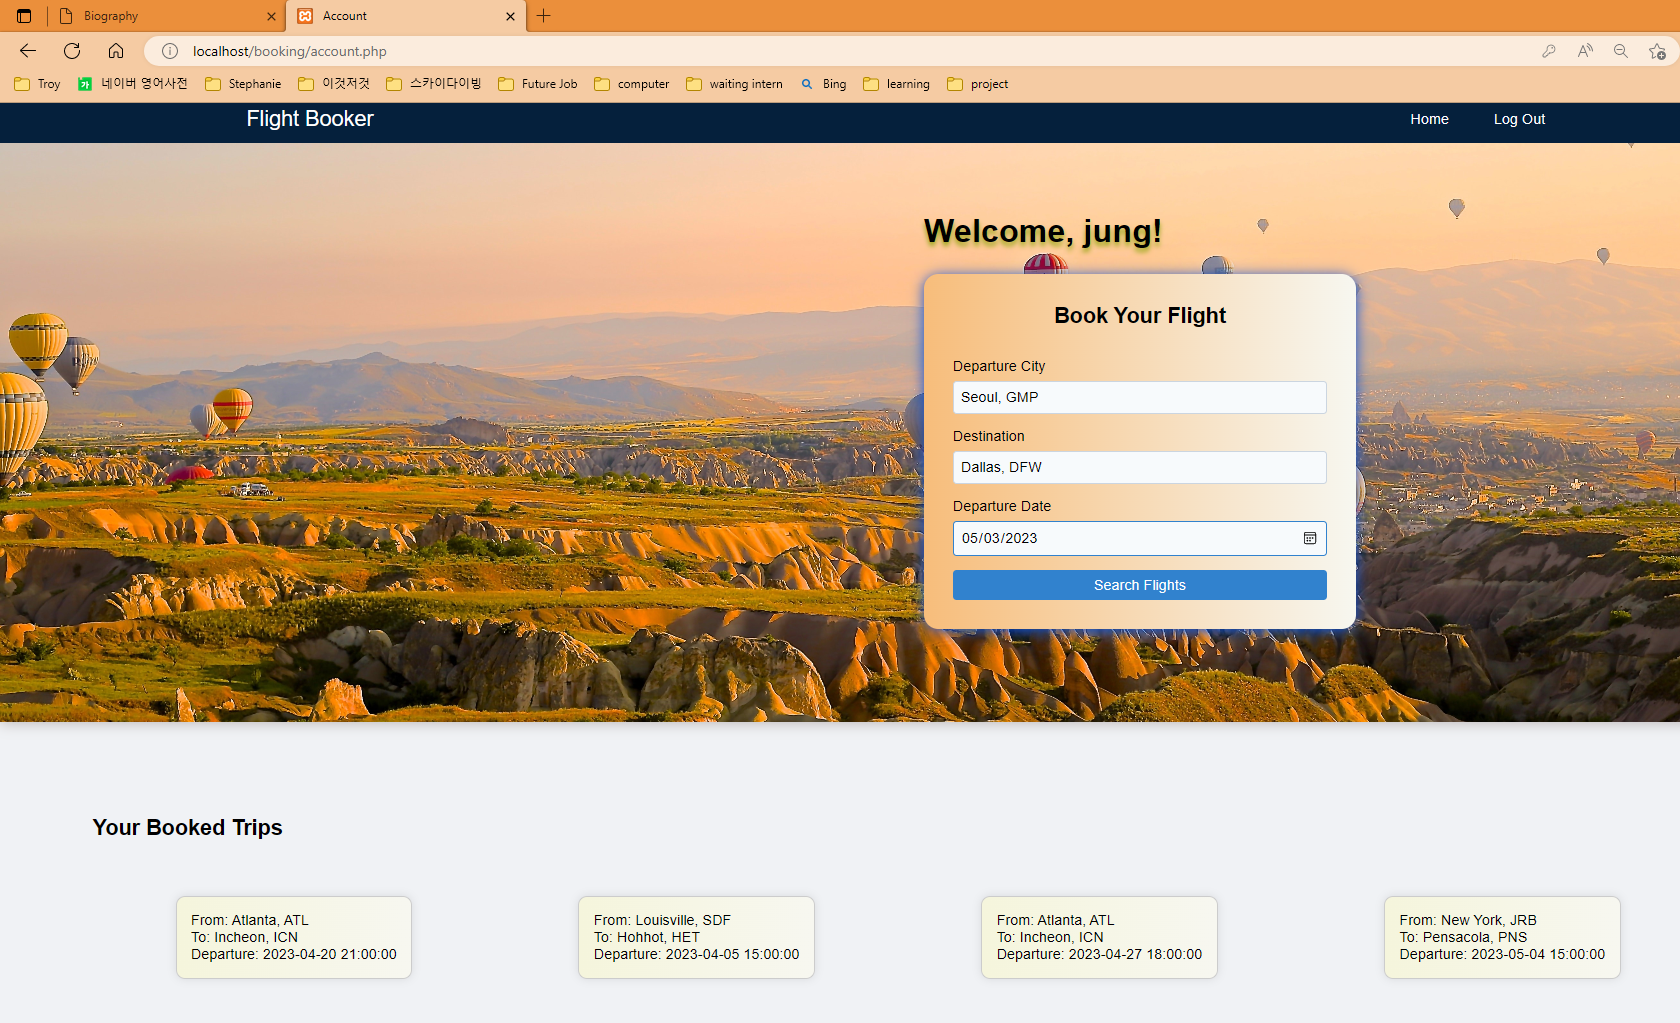 Biography
Account
localhost/booking/account.php
Troy
네이버 영어사전
Stephanie
이것저것
스카이다이빙
Future Job
computer
waiting intern
Bing
learning
project
Flight Booker
Home
Log Out
Welcome, jung!
Book Your Flight
Departure City
Seoul, GMP
Destination
Dallas, DFW
Departure Date
05/03/2023
Search Flights
Your Booked Trips
From: Atlanta, ATL
To: Incheon, ICN
Departure: 2023-04-20 21:00:00
From: Louisville, SDF
To: Hohhot, HET
Departure: 2023-04-05 15:00:00
From: Atlanta, ATL
To: Incheon, ICN
Departure: 2023-04-27 18:00:00
From: New York, JRB
To: Pensacola, PNS
Departure: 2023-05-04 15:00:00